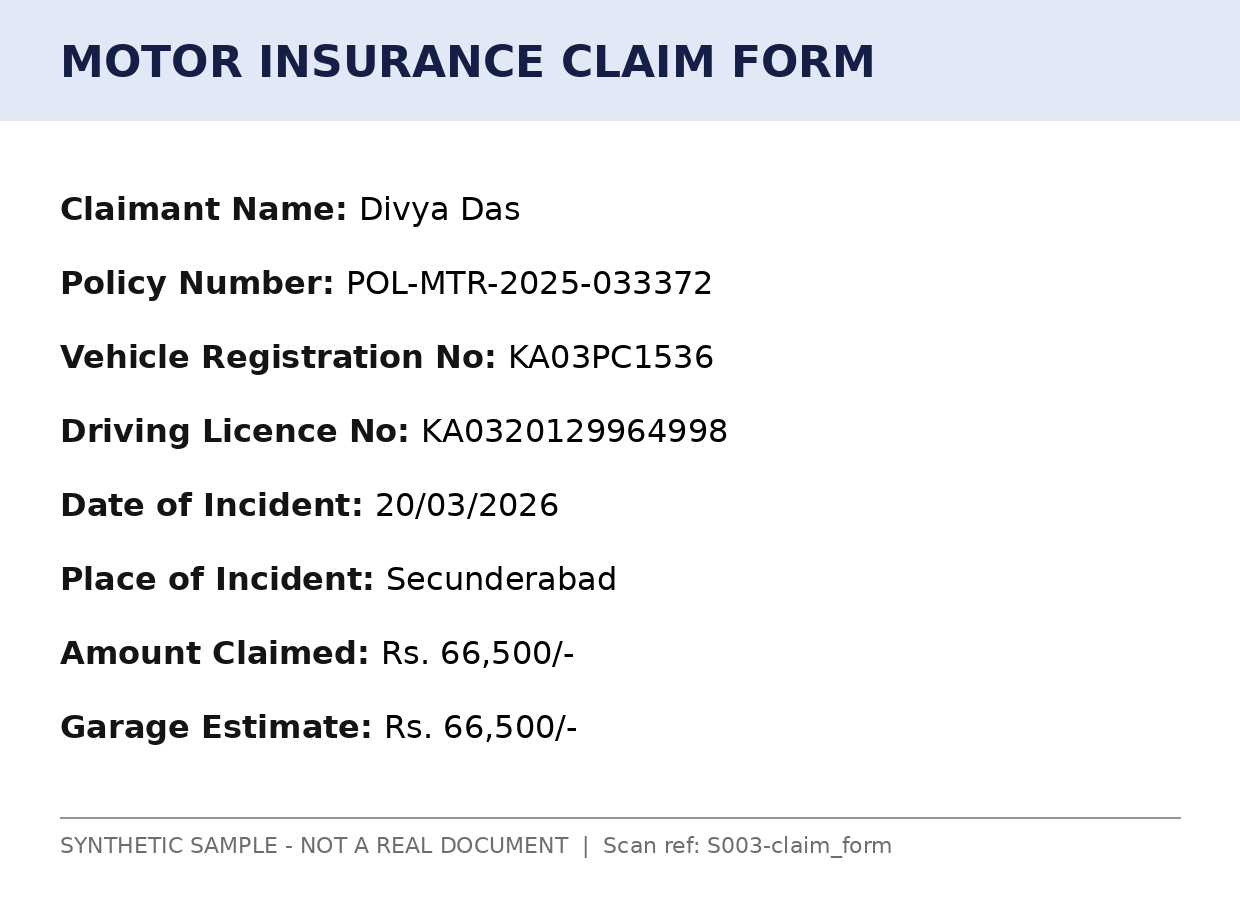 MOTOR INSURANCE CLAIM FORM
Claimant Name: Divya Das
Policy Number: POL-MTR-2025-033372
Vehicle Registration No: KA03PC1536
Driving Licence No: KA0320129964998
Date of Incident: 20/03/2026
Place of Incident: Secunderabad
Amount Claimed: Rs. 66,500/-
Garage Estimate: Rs. 66,500/-
SYNTHETIC SAMPLE - NOT A REAL DOCUMENT | Scan ref: S003-claim_form